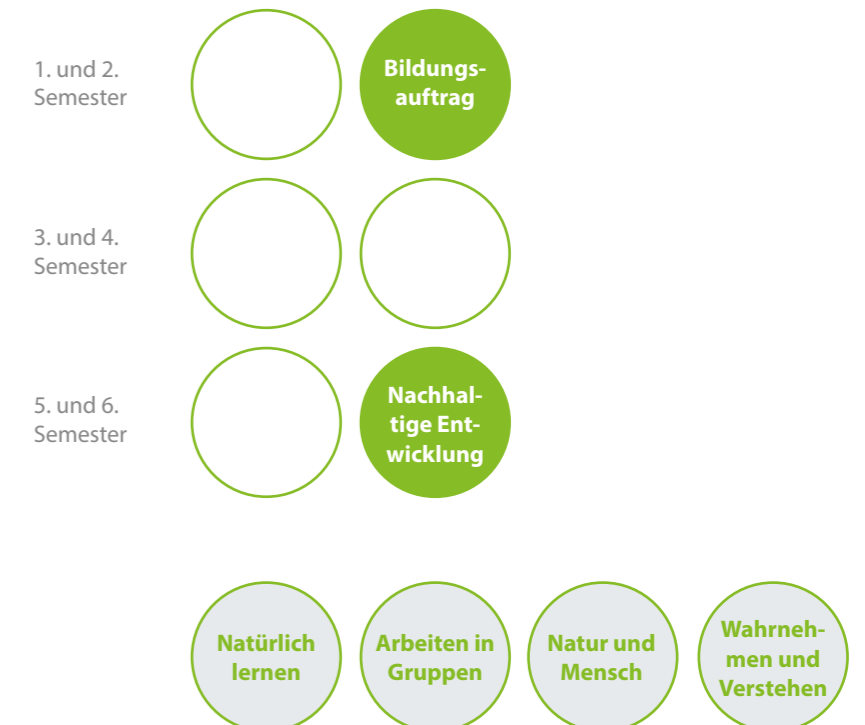 1. und 2.
Semester
Bildungs-
auftrag
3. und 4.
Semester
5. und 6.
Semester
Nachhal-
tige Ent-
wicklung
Natürlich
lernen
Arbeiten in
Gruppen
Natur und
Mensch
Wahrneh-
men und
Verstehen